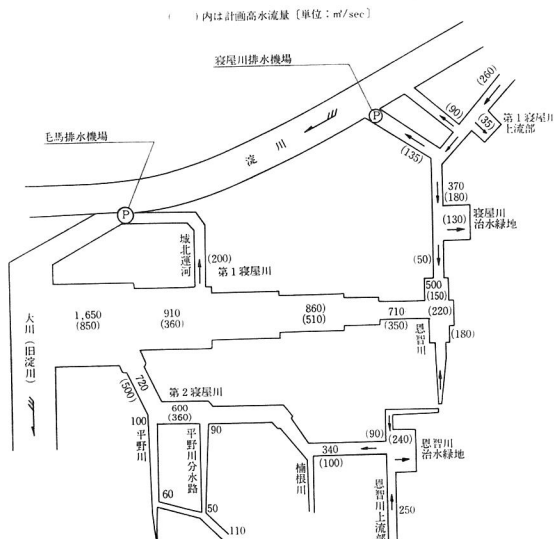 (　　)内は計画高水流量［単位：㎥/sec］
寝屋川排水機場
(260)
(90)
(35)
第1寝屋川
上流部
毛馬排水機場
P
P
淀川
(135)
370
(180)
(130)
寝屋川
治水緑地
城北運河
(200)
第1寝屋川
(50)
500
(150)
大川(旧淀川)
1,650
(850)
910
(360)
860
(510)
710
(350)
(220)
恩智川
(180)
720
(500)
第2寝屋川
600
(360)
100
平野川
平野川分水路
90
楠根川
340
(100)
(90)
(240)
恩智川
治水緑地
恩智川上流部
250
60
50
110